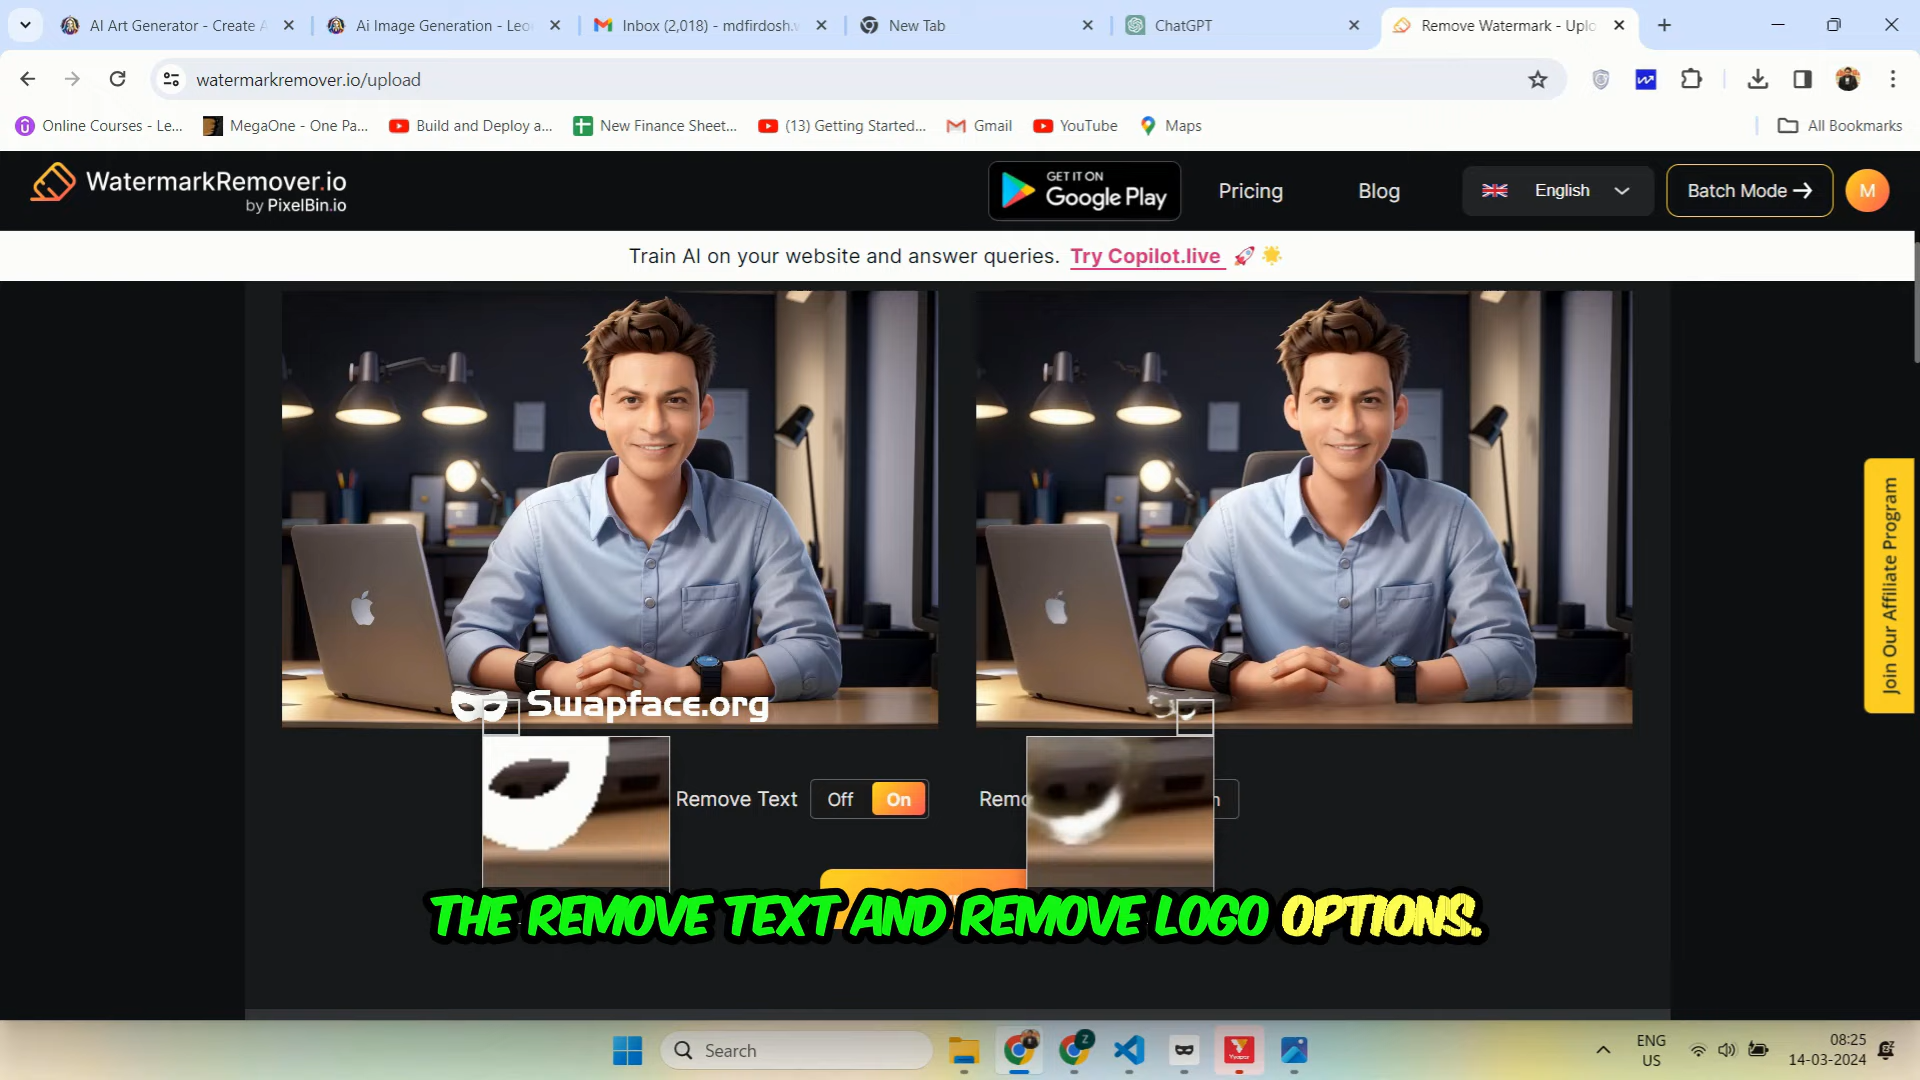 AI Art Generator - Create A
Ai Image Generation - Leo
Inbox (2,018) - mdfirdosh.w
New Tab
ChatGPT
Remove Watermark - Uplo
watermarkremover.io/upload
Online Courses - Le...
MegaOne - One Pa...
Build and Deploy a...
New Finance Sheet...
(13) Getting Started...
Gmail
YouTube
Maps
All Bookmarks
WatermarkRemover.io
by PixelBin.io
GET IT ON
Google Play
Pricing
Blog
English
Batch Mode →
M
Train AI on your website and answer queries. Try Copilot.live
Join Our Affiliate Program
Swapface.org
Remove Text
Off
On
THE REMOVE TEXT AND REMOVE LOGO OPTIONS.
Search
Z
Vyapar
ENG
US
08:25
14-03-2024